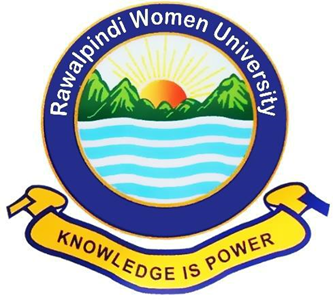 Rawalpindi Women University
KNOWLEDGE IS POWER